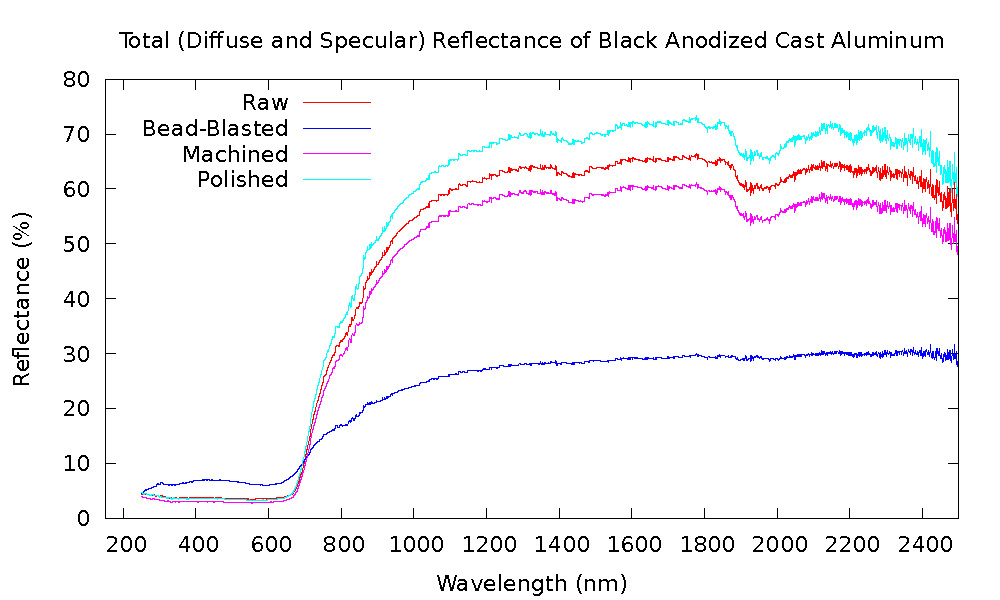 Total (Diffuse and Specular) Reflectance of Black Anodized Cast Aluminum
80
70
60
50
40
30
20
10
0
Reflectance (%)
Raw
Bead-Blasted
Machined
Polished
200 400 600 800 1000 1200 1400 1600 1800 2000 2200 2400
Wavelength (nm)